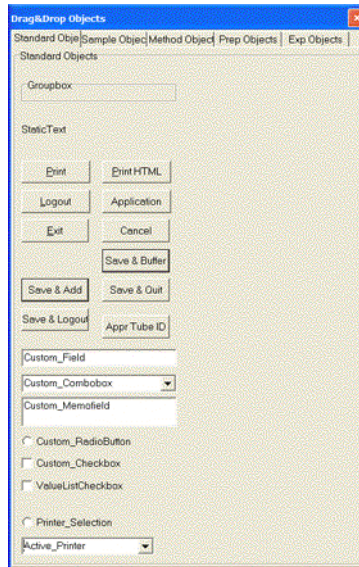 Drag&Drop Objects
Standard Obje Sample Objec Method Object Prep Objects Exp Objects
Standard Objects
Groupbox
StaticText
Print Print HTML
Logout Application
Exit Cancel
Save & Buffer
Save & Add Save & Quit
Save & Logout Appr Tube ID
Custom_Field
Custom_Combobox
Custom_Memofield
Custom_RadioButton
Custom_Checkbox
ValueListCheckbox
Printer_Selection
Active_Printer